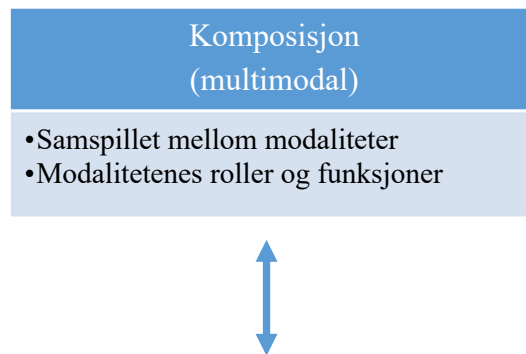 Komposisjon
(multimodal)
•Samspillet mellom modaliteter
•Modalitetenes roller og funksjoner